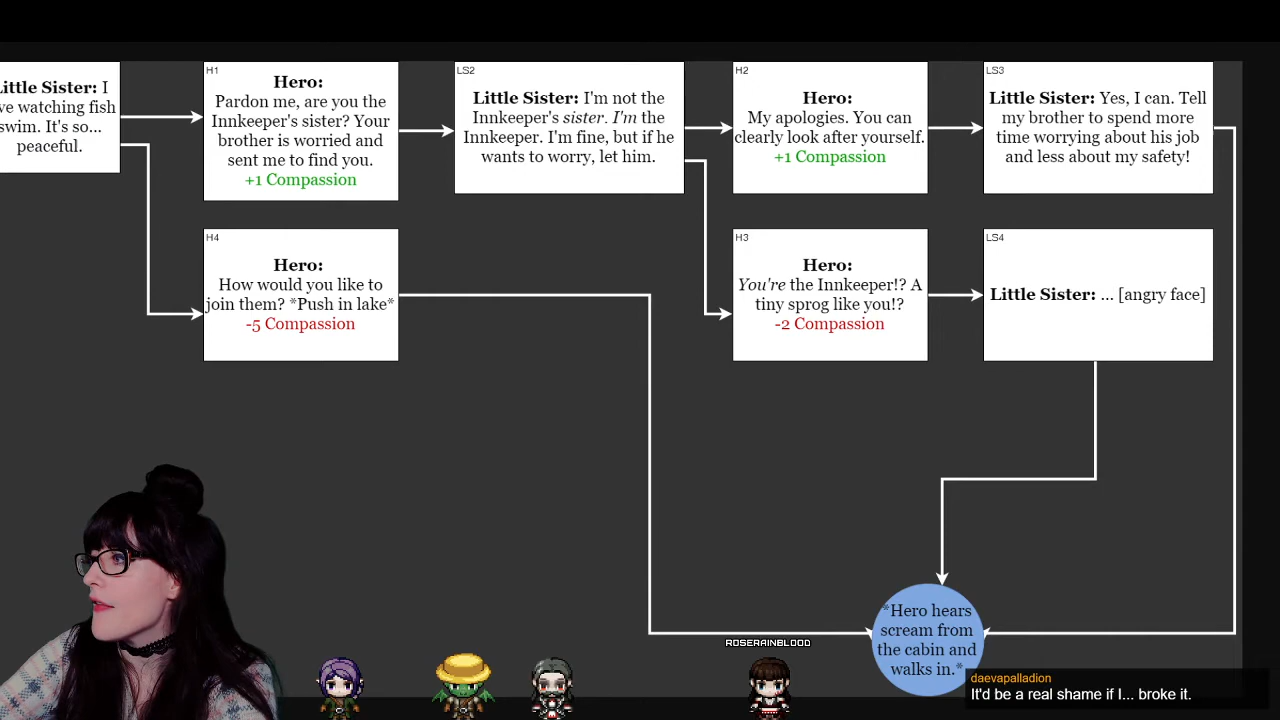 Little Sister: I
ve watching fish
swim. It's so...
peaceful.
H1
Hero:
Pardon me, are you the
Innkeeper's sister? Your
brother is worried and
sent me to find you.
+1 Compassion
LS2
Little Sister: I'm not the
Innkeeper's sister. I'm the
Innkeeper. I'm fine, but if he
wants to worry, let him.
H2
Hero:
My apologies. You can
clearly look after yourself.
+1 Compassion
LS3
Little Sister: Yes, I can. Tell
my brother to spend more
time worrying about his job
and less about my safety!
H4
Hero:
How would you like to
join them? *Push in lake*
-5 Compassion
H3
Hero:
You're the Innkeeper!? A
tiny sprog like you!?
-2 Compassion
LS4
Little Sister: ... [angry face]
*Hero hears
scream from
the cabin and
walks in.*
ROSERAINBLOOD
daevapalladion
It'd be a real shame if I... broke it.